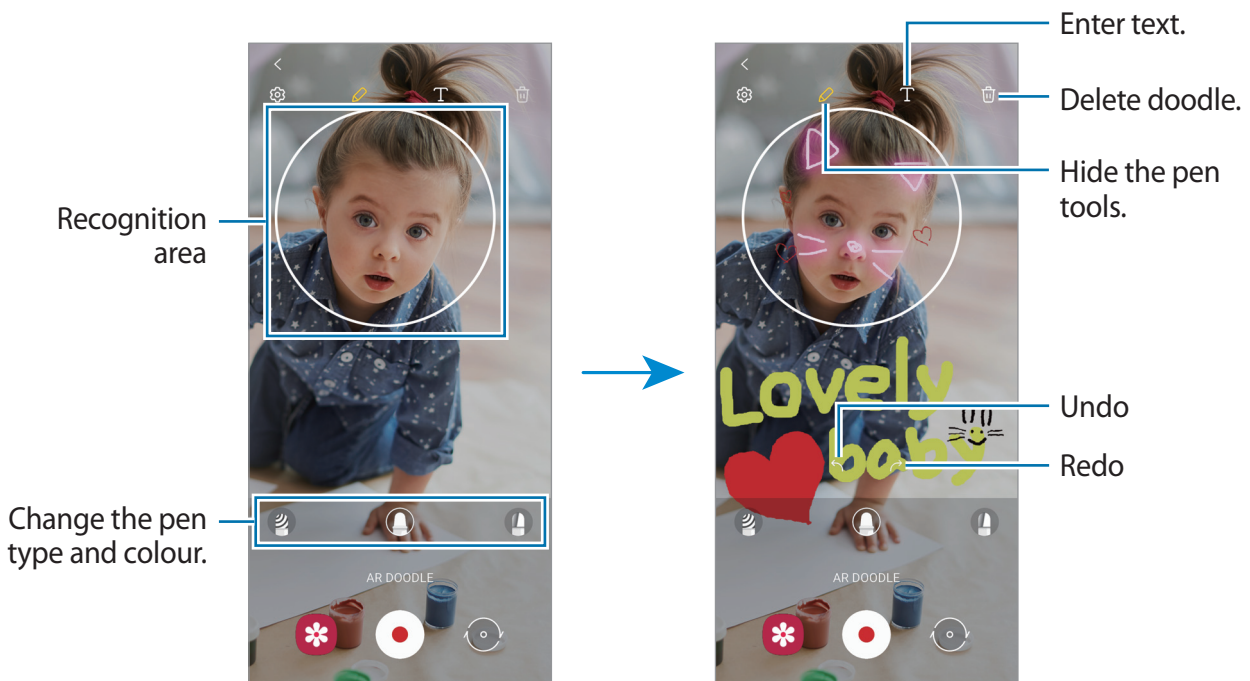 Enter text.
Delete doodle.
Hide the pen
tools.
Recognition
area
Lovely
baby
Undo
Redo
Change the pen
type and colour.
AR DOODLE
AR DOODLE
T
T